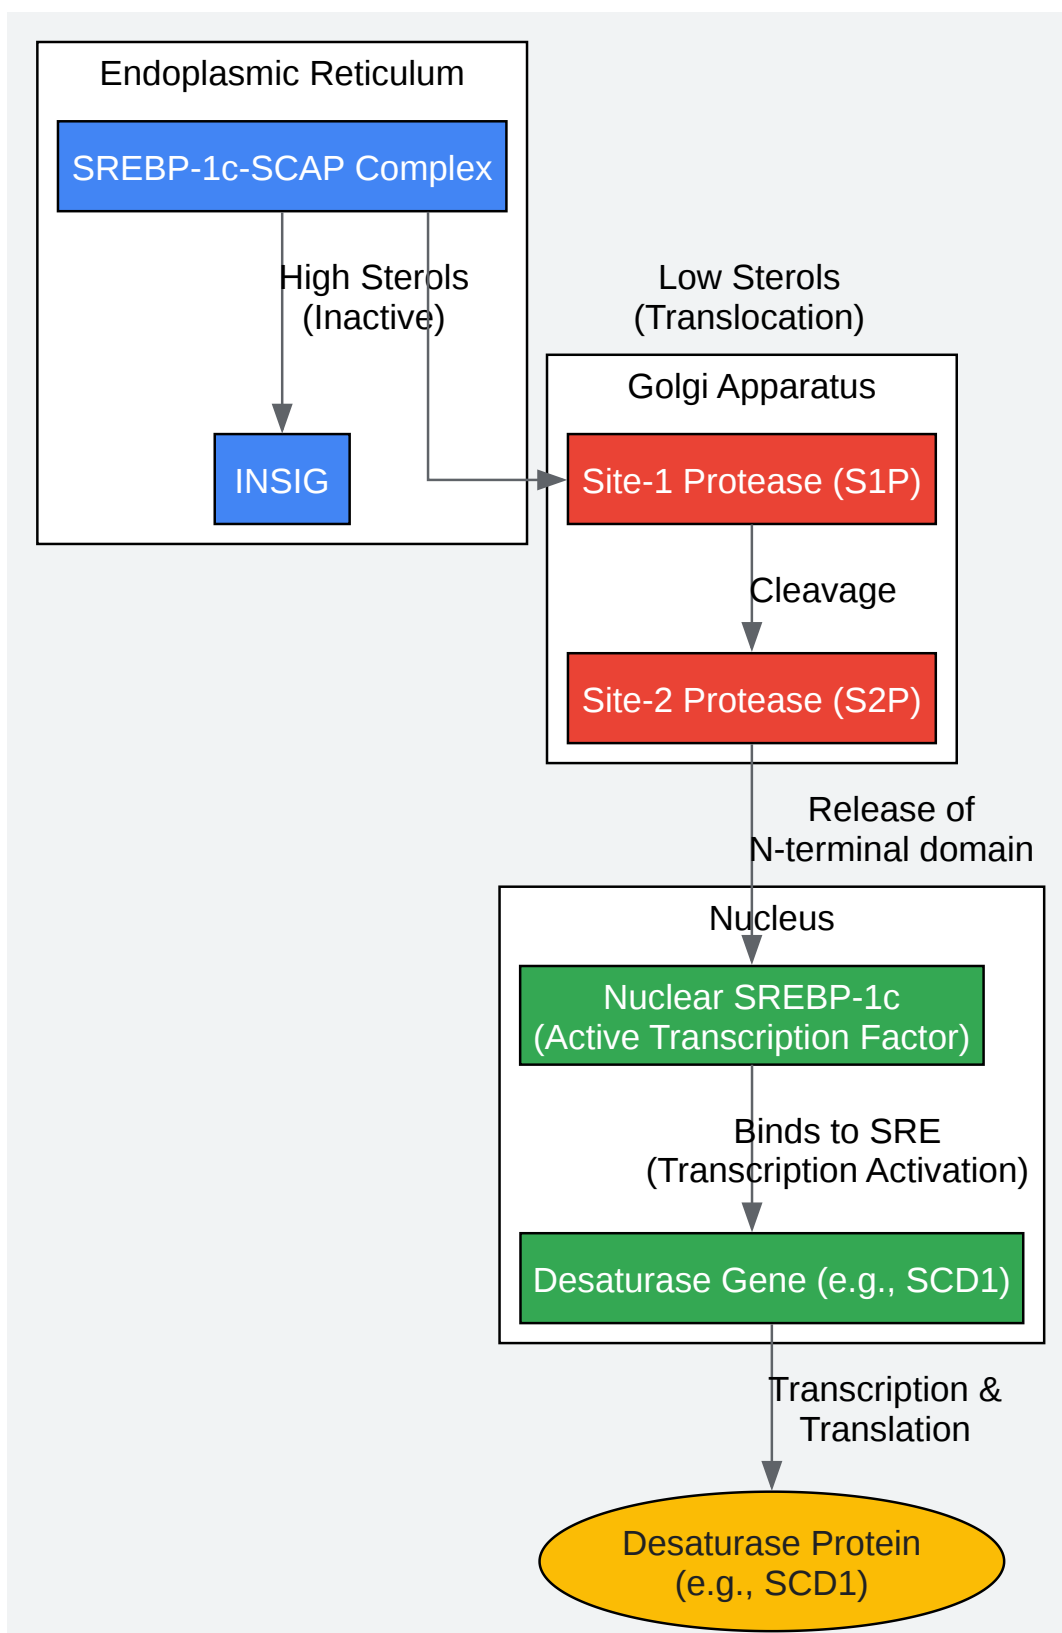 Endoplasmic Reticulum
SREBP-1c-SCAP Complex
High Sterols
(Inactive)
INSIG
Low Sterols
(Translocation)
Golgi Apparatus
Site-1 Protease (S1P)
Cleavage
Site-2 Protease (S2P)
Release of
N-terminal domain
Nucleus
Nuclear SREBP-1c
(Active Transcription Factor)
Binds to SRE
(Transcription Activation)
Desaturase Gene (e.g., SCD1)
Transcription &
Translation
Desaturase Protein
(e.g., SCD1)